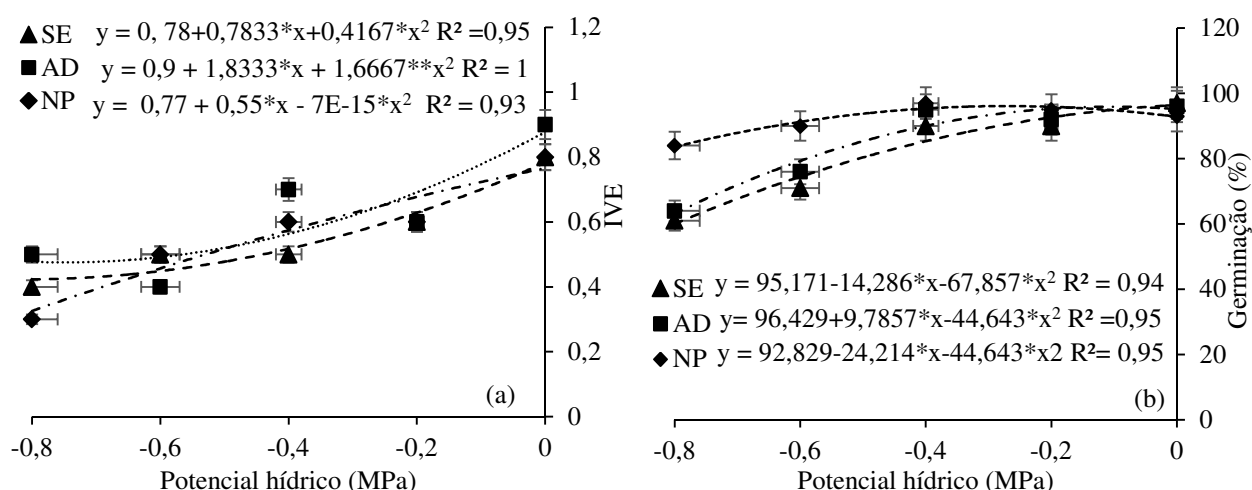 SE y = 0, 78+0,7833*x+0,4167*x² R² =0,95
AD y = 0,9 + 1,8333*x + 1,6667**x² R² = 1
NP y = 0,77 + 0,55*x - 7E-15*x² R² = 0,93
1,2
1
0,8
0,6
0,4
0,2
0
IVE
(a)
-0,8
-0,6
-0,4
-0,2
0
Potencial hídrico (MPa)
120
100
80
60
40
20
0
Germinação (%)
SE y = 95,171-14,286*x-67,857*x² R² = 0,94
AD y= 96,429+9,7857*x-44,643*x² R² =0,95
NP y = 92,829-24,214*x-44,643*x2 R²= 0,95
(b)
-0,8
-0,6
-0,4
-0,2
0
Potencial hídrico (MPa)